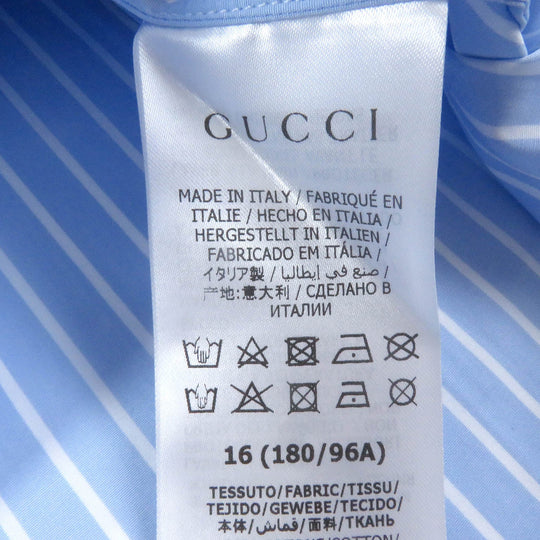 GUCCI
MADE IN ITALY / FABRIQUÉ EN
ITALIE / HECHO EN ITALIA /
HERGESTELLT IN ITALIEN /
FABRICADO EM ITÁLIA /
イタリア製 / صنع في إيطاليا /
产地:意大利 / СДЕЛАНО В
ИТАЛИИ
16 (180/96A)
TESSUTO/FABRIC/TISSU/
TEJIDO/GEWEBE/TECIDO/
本体/قماش/面料/ТКАНЬ